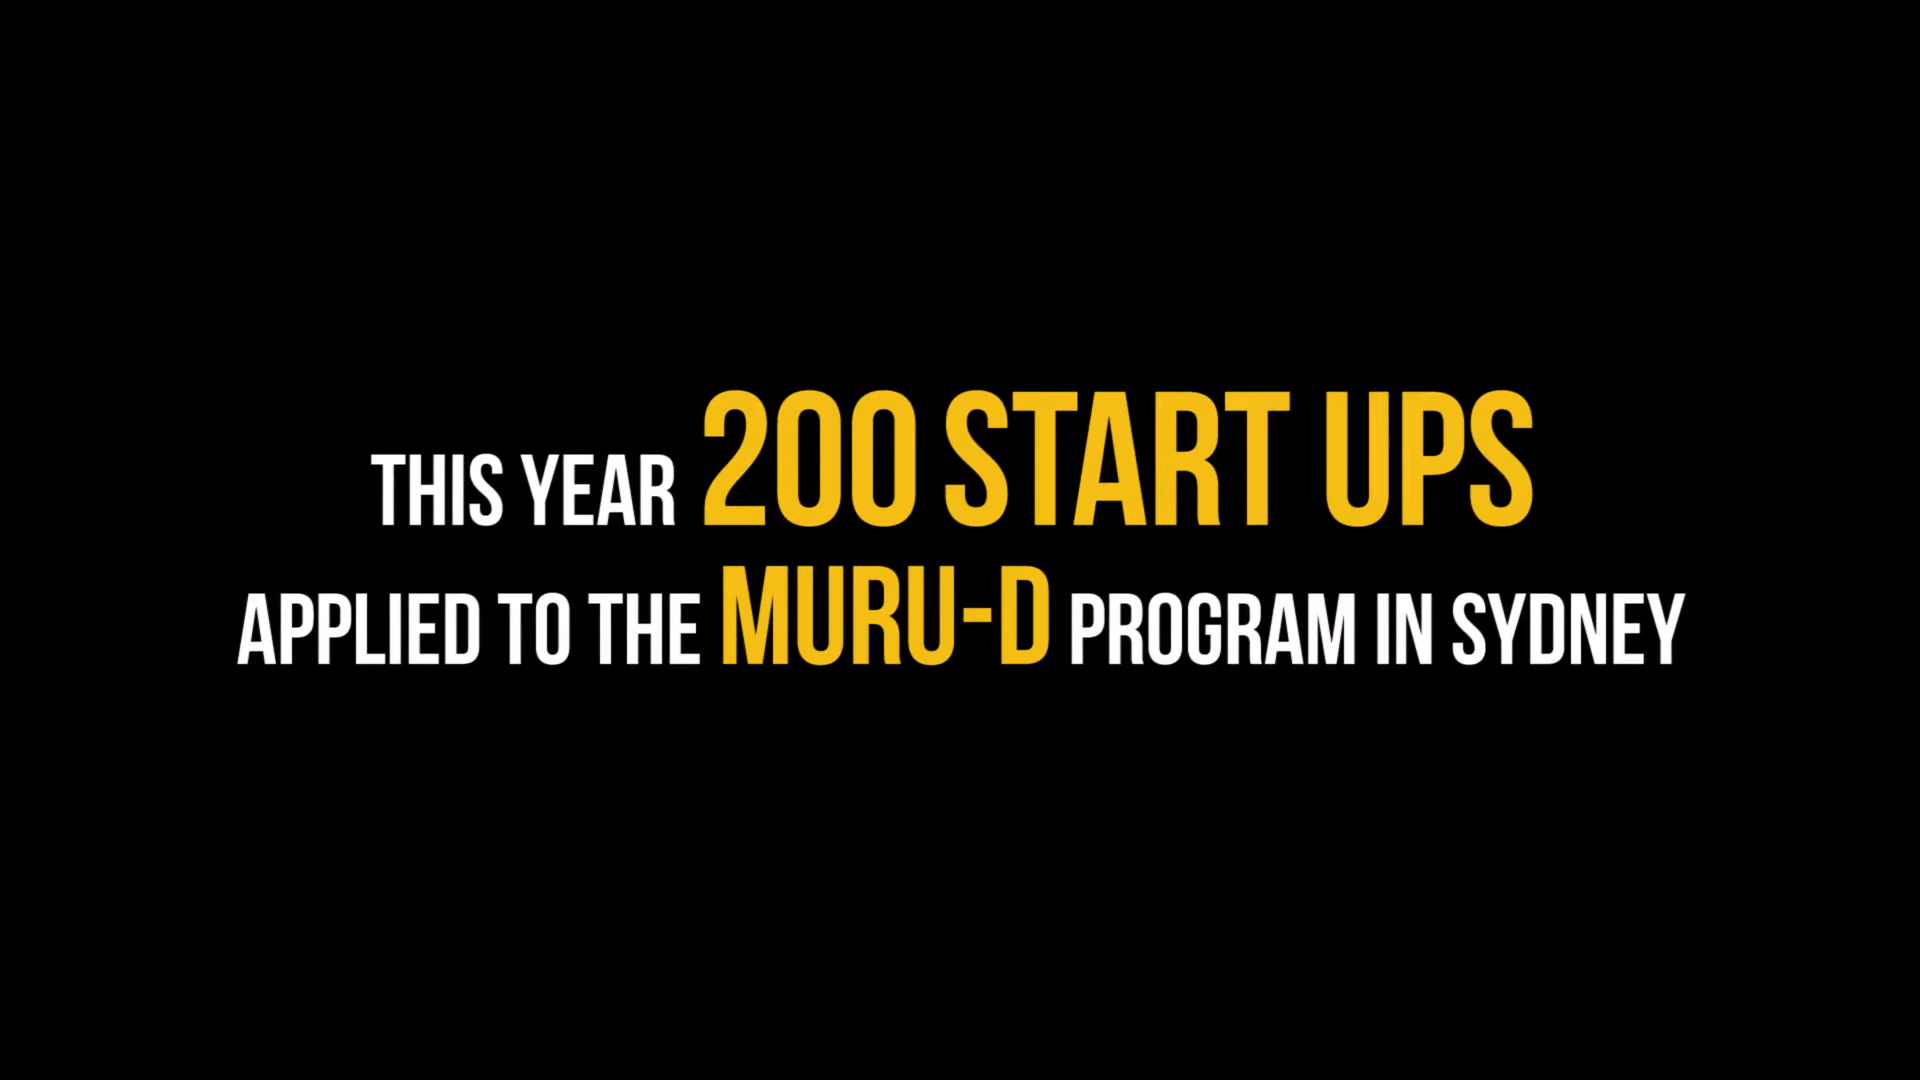 THIS YEAR 200 START UPS
APPLIED TO THE MURU-D PROGRAM IN SYDNEY